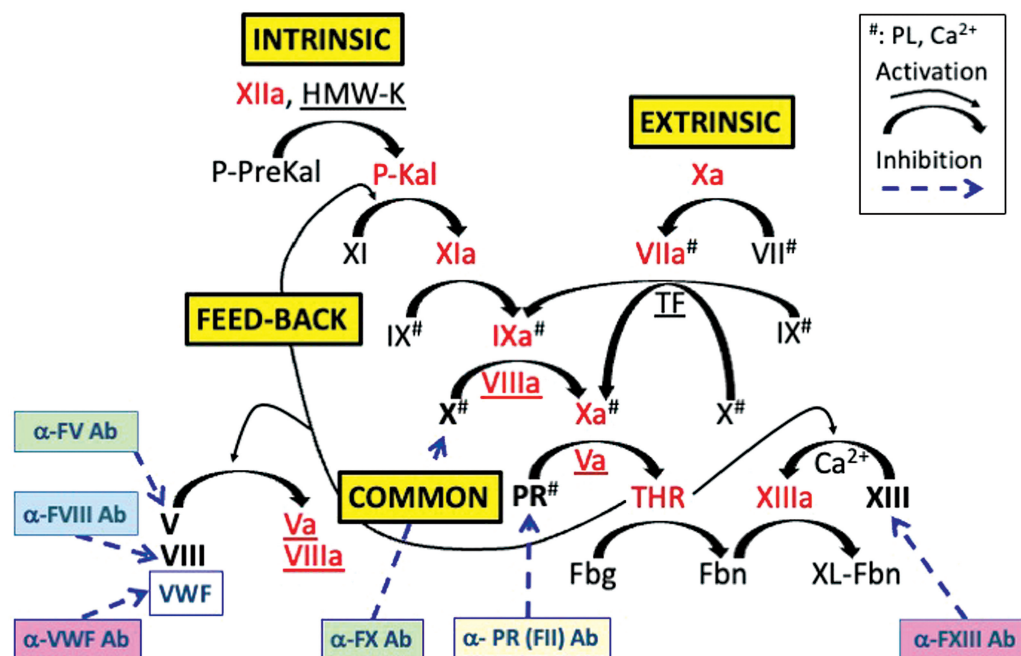 INTRINSIC
XIIa, HMW-K
P-PreKal
P-Kal
XI
XIa
EXTRINSIC
Xa
VIIa#
VII#
#: PL, Ca2+
Activation
Inhibition
FEED-BACK
IX#
IXa#
TF
IX#
VIIIa
X#
Xa#
X#
α-FV Ab
α-FVIII Ab
V
VIII
VWF
α-VWF Ab
Va
VIIIa
COMMON
PR#
Va
THR
Ca2+
XIIIa
XIII
Fbg
Fbn
XL-Fbn
α-FX Ab
α- PR (FII) Ab
α-FXIII Ab